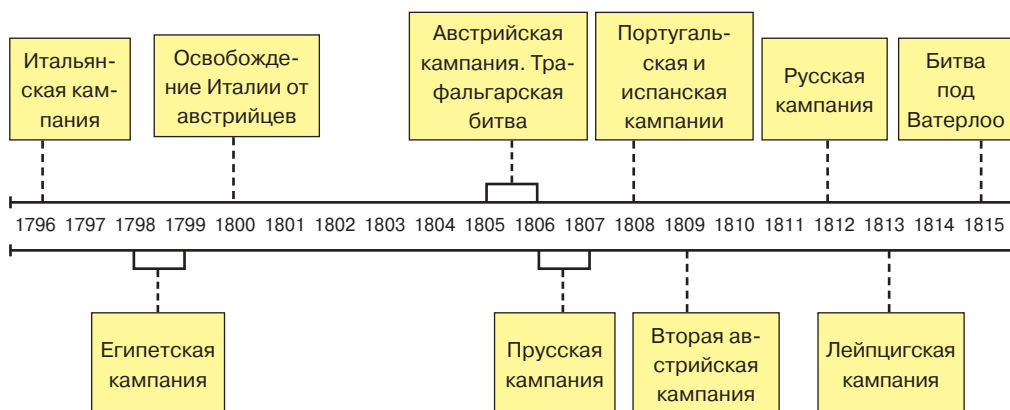 Итальян-
ская кам-
пания
Освобожде-
ние Италии от
австрийцев
Австрийская
кампания. Тра-
фальгарская
битва
Португаль-
ская и
испанская
кампании
Русская
кампания
Битва
под
Ватерлоо
1796 1797 1798 1799 1800 1801 1802 1803 1804 1805 1806 1807 1808 1809 1810 1811 1812 1813 1814 1815
Египетская
кампания
Прусская
кампания
Вторая ав-
стрийская
кампания
Лейпцигская
кампания